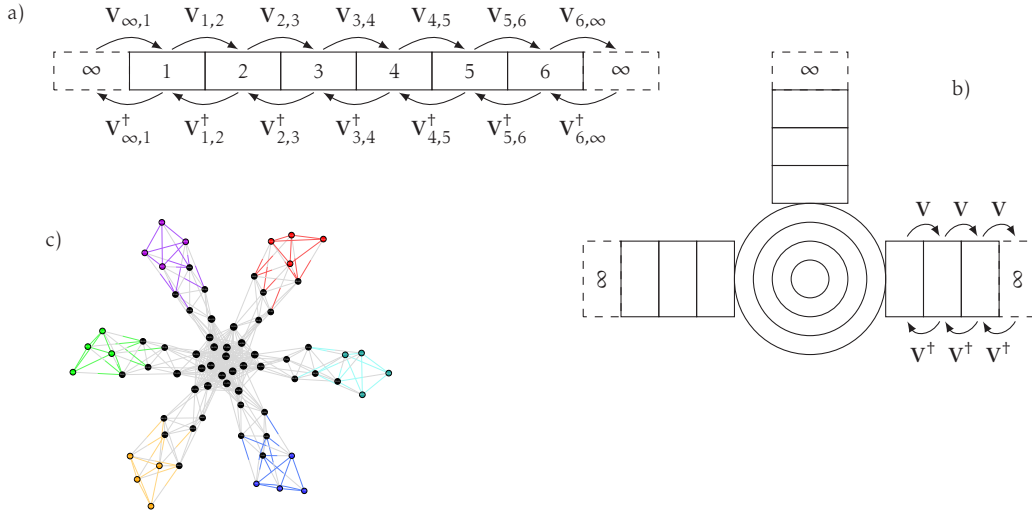 a)
V∞,1 V1,2 V2,3 V3,4 V4,5 V5,6 V6,∞
∞ 1 2 3 4 5 6 ∞
V†∞,1 V†1,2 V†2,3 V†3,4 V†4,5 V†5,6 V†6,∞
b)
∞
V V V
∞ ∞
V† V† V†
c)